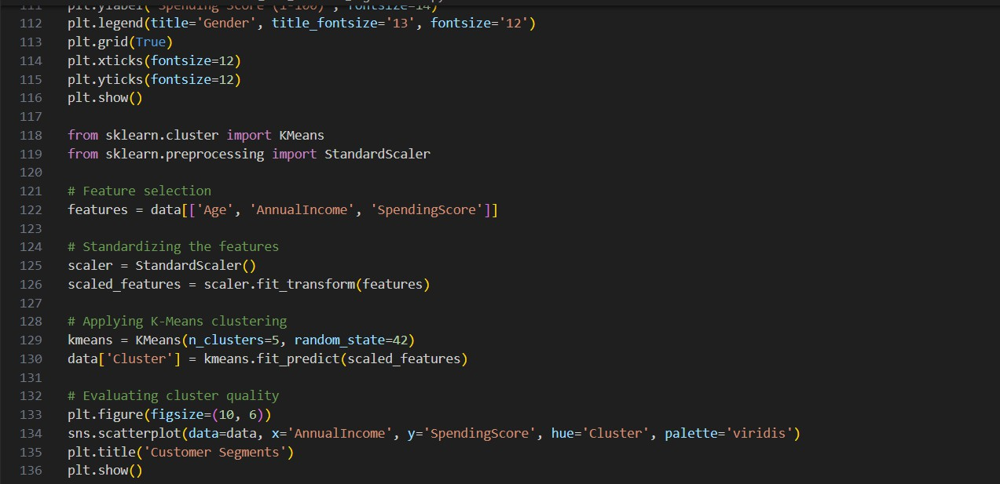 111 plt.ylabel('Spending Score (1-100)', fontsize=14)
112 plt.legend(title='Gender', title_fontsize='13', fontsize='12')
113 plt.grid(True)
114 plt.xticks(fontsize=12)
115 plt.yticks(fontsize=12)
116 plt.show()
117
118 from sklearn.cluster import KMeans
119 from sklearn.preprocessing import StandardScaler
120
121 # Feature selection
122 features = data[['Age', 'AnnualIncome', 'SpendingScore']]
123
124 # Standardizing the features
125 scaler = StandardScaler()
126 scaled_features = scaler.fit_transform(features)
127
128 # Applying K-Means clustering
129 kmeans = KMeans(n_clusters=5, random_state=42)
130 data['Cluster'] = kmeans.fit_predict(scaled_features)
131
132 # Evaluating cluster quality
133 plt.figure(figsize=(10, 6))
134 sns.scatterplot(data=data, x='AnnualIncome', y='SpendingScore', hue='Cluster', palette='viridis')
135 plt.title('Customer Segments')
136 plt.show()